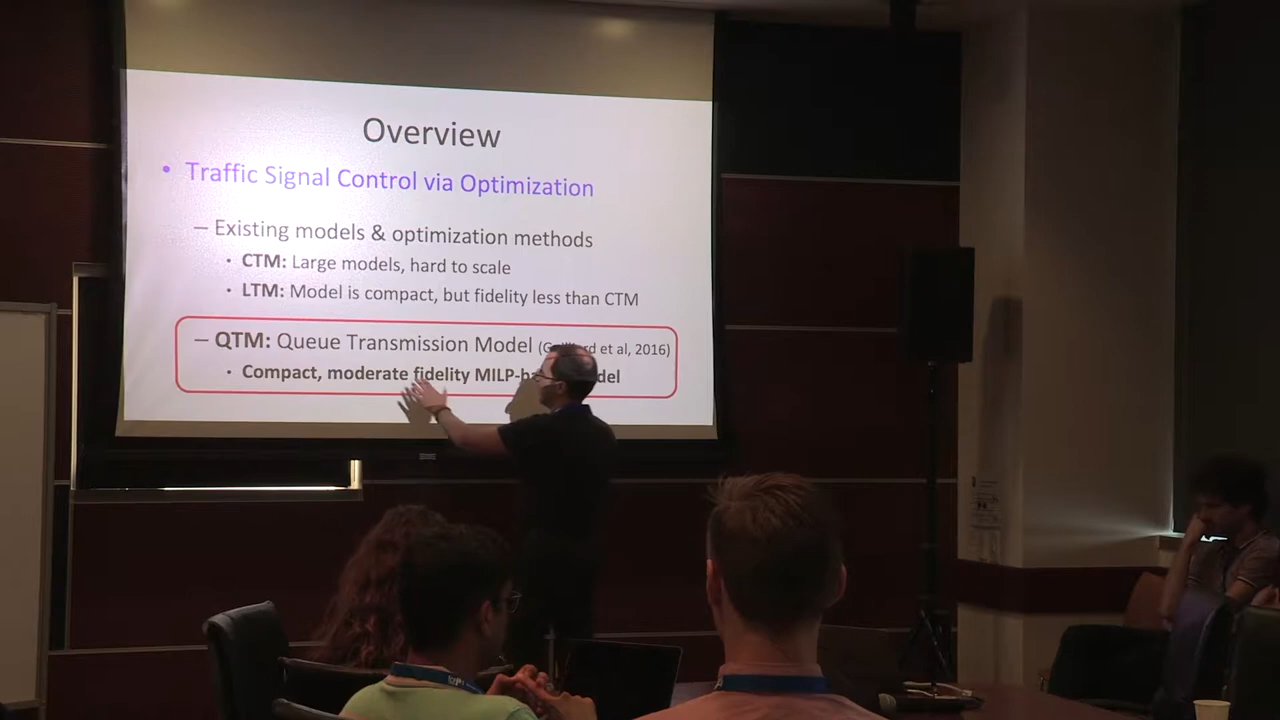 Overview
• Traffic Signal Control via Optimization
– Existing models & optimization methods
• CTM: Large models, hard to scale
• LTM: Model is compact, but fidelity less than CTM
– QTM: Queue Transmission Model et al, 2016)
• Compact, moderate fidelity